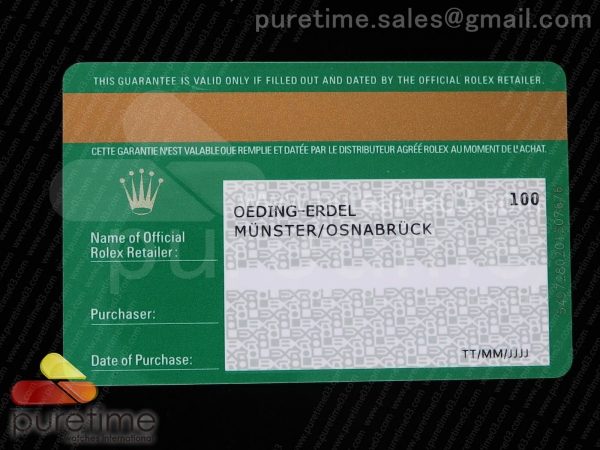 puretime.sales@gmail.com
THIS GUARANTEE IS VALID ONLY IF FILLED OUT AND DATED BY THE OFFICIAL ROLEX RETAILER.
CETTE GARANTIE N'EST VALABLE QUE REMPLIE ET DATÉE PAR LE DISTRIBUTEUR AGRÉÉ ROLEX AU MOMENT DE L'ACHAT.
100
OEDING-ERDEL
MÜNSTER/OSNABRÜCK
Name of Official
Rolex Retailer:
Purchaser:
Date of Purchase:
TT/MM/JJJJ
puretime
watches international